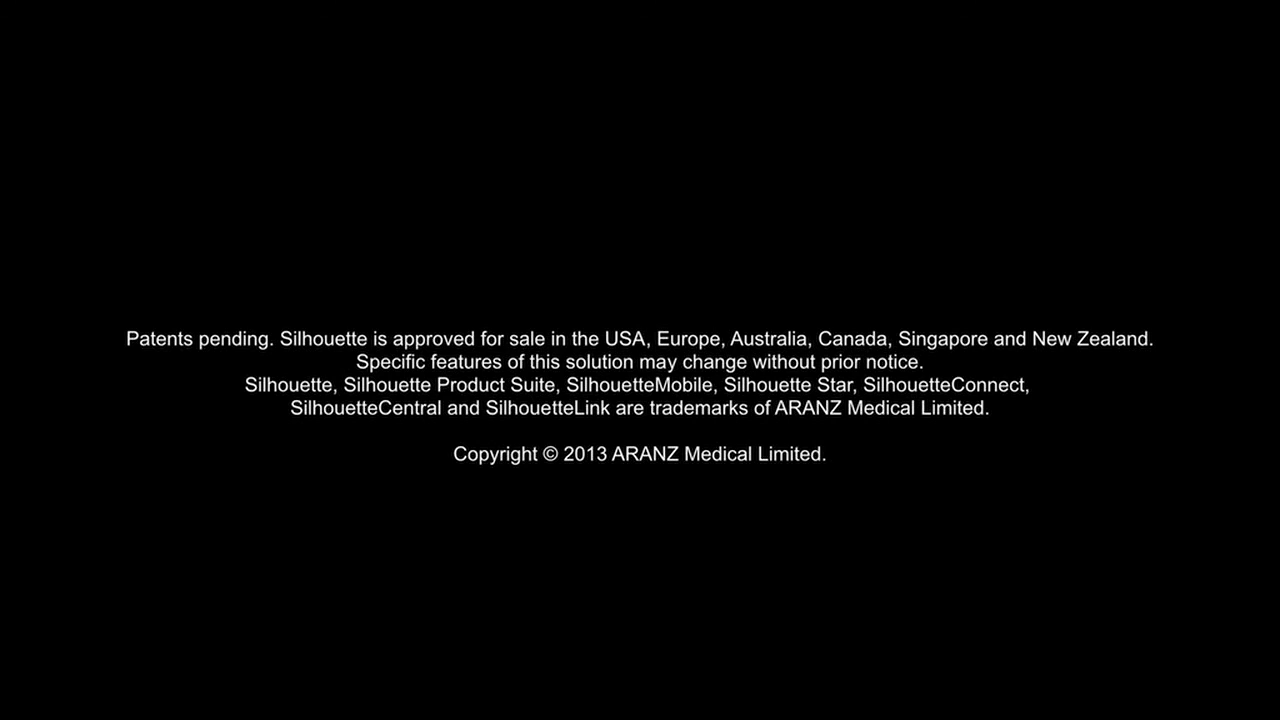 Patents pending. Silhouette is approved for sale in the USA, Europe, Australia, Canada, Singapore and New Zealand.
Specific features of this solution may change without prior notice.
Silhouette, Silhouette Product Suite, SilhouetteMobile, Silhouette Star, SilhouetteConnect,
SilhouetteCentral and SilhouetteLink are trademarks of ARANZ Medical Limited.
Copyright © 2013 ARANZ Medical Limited.